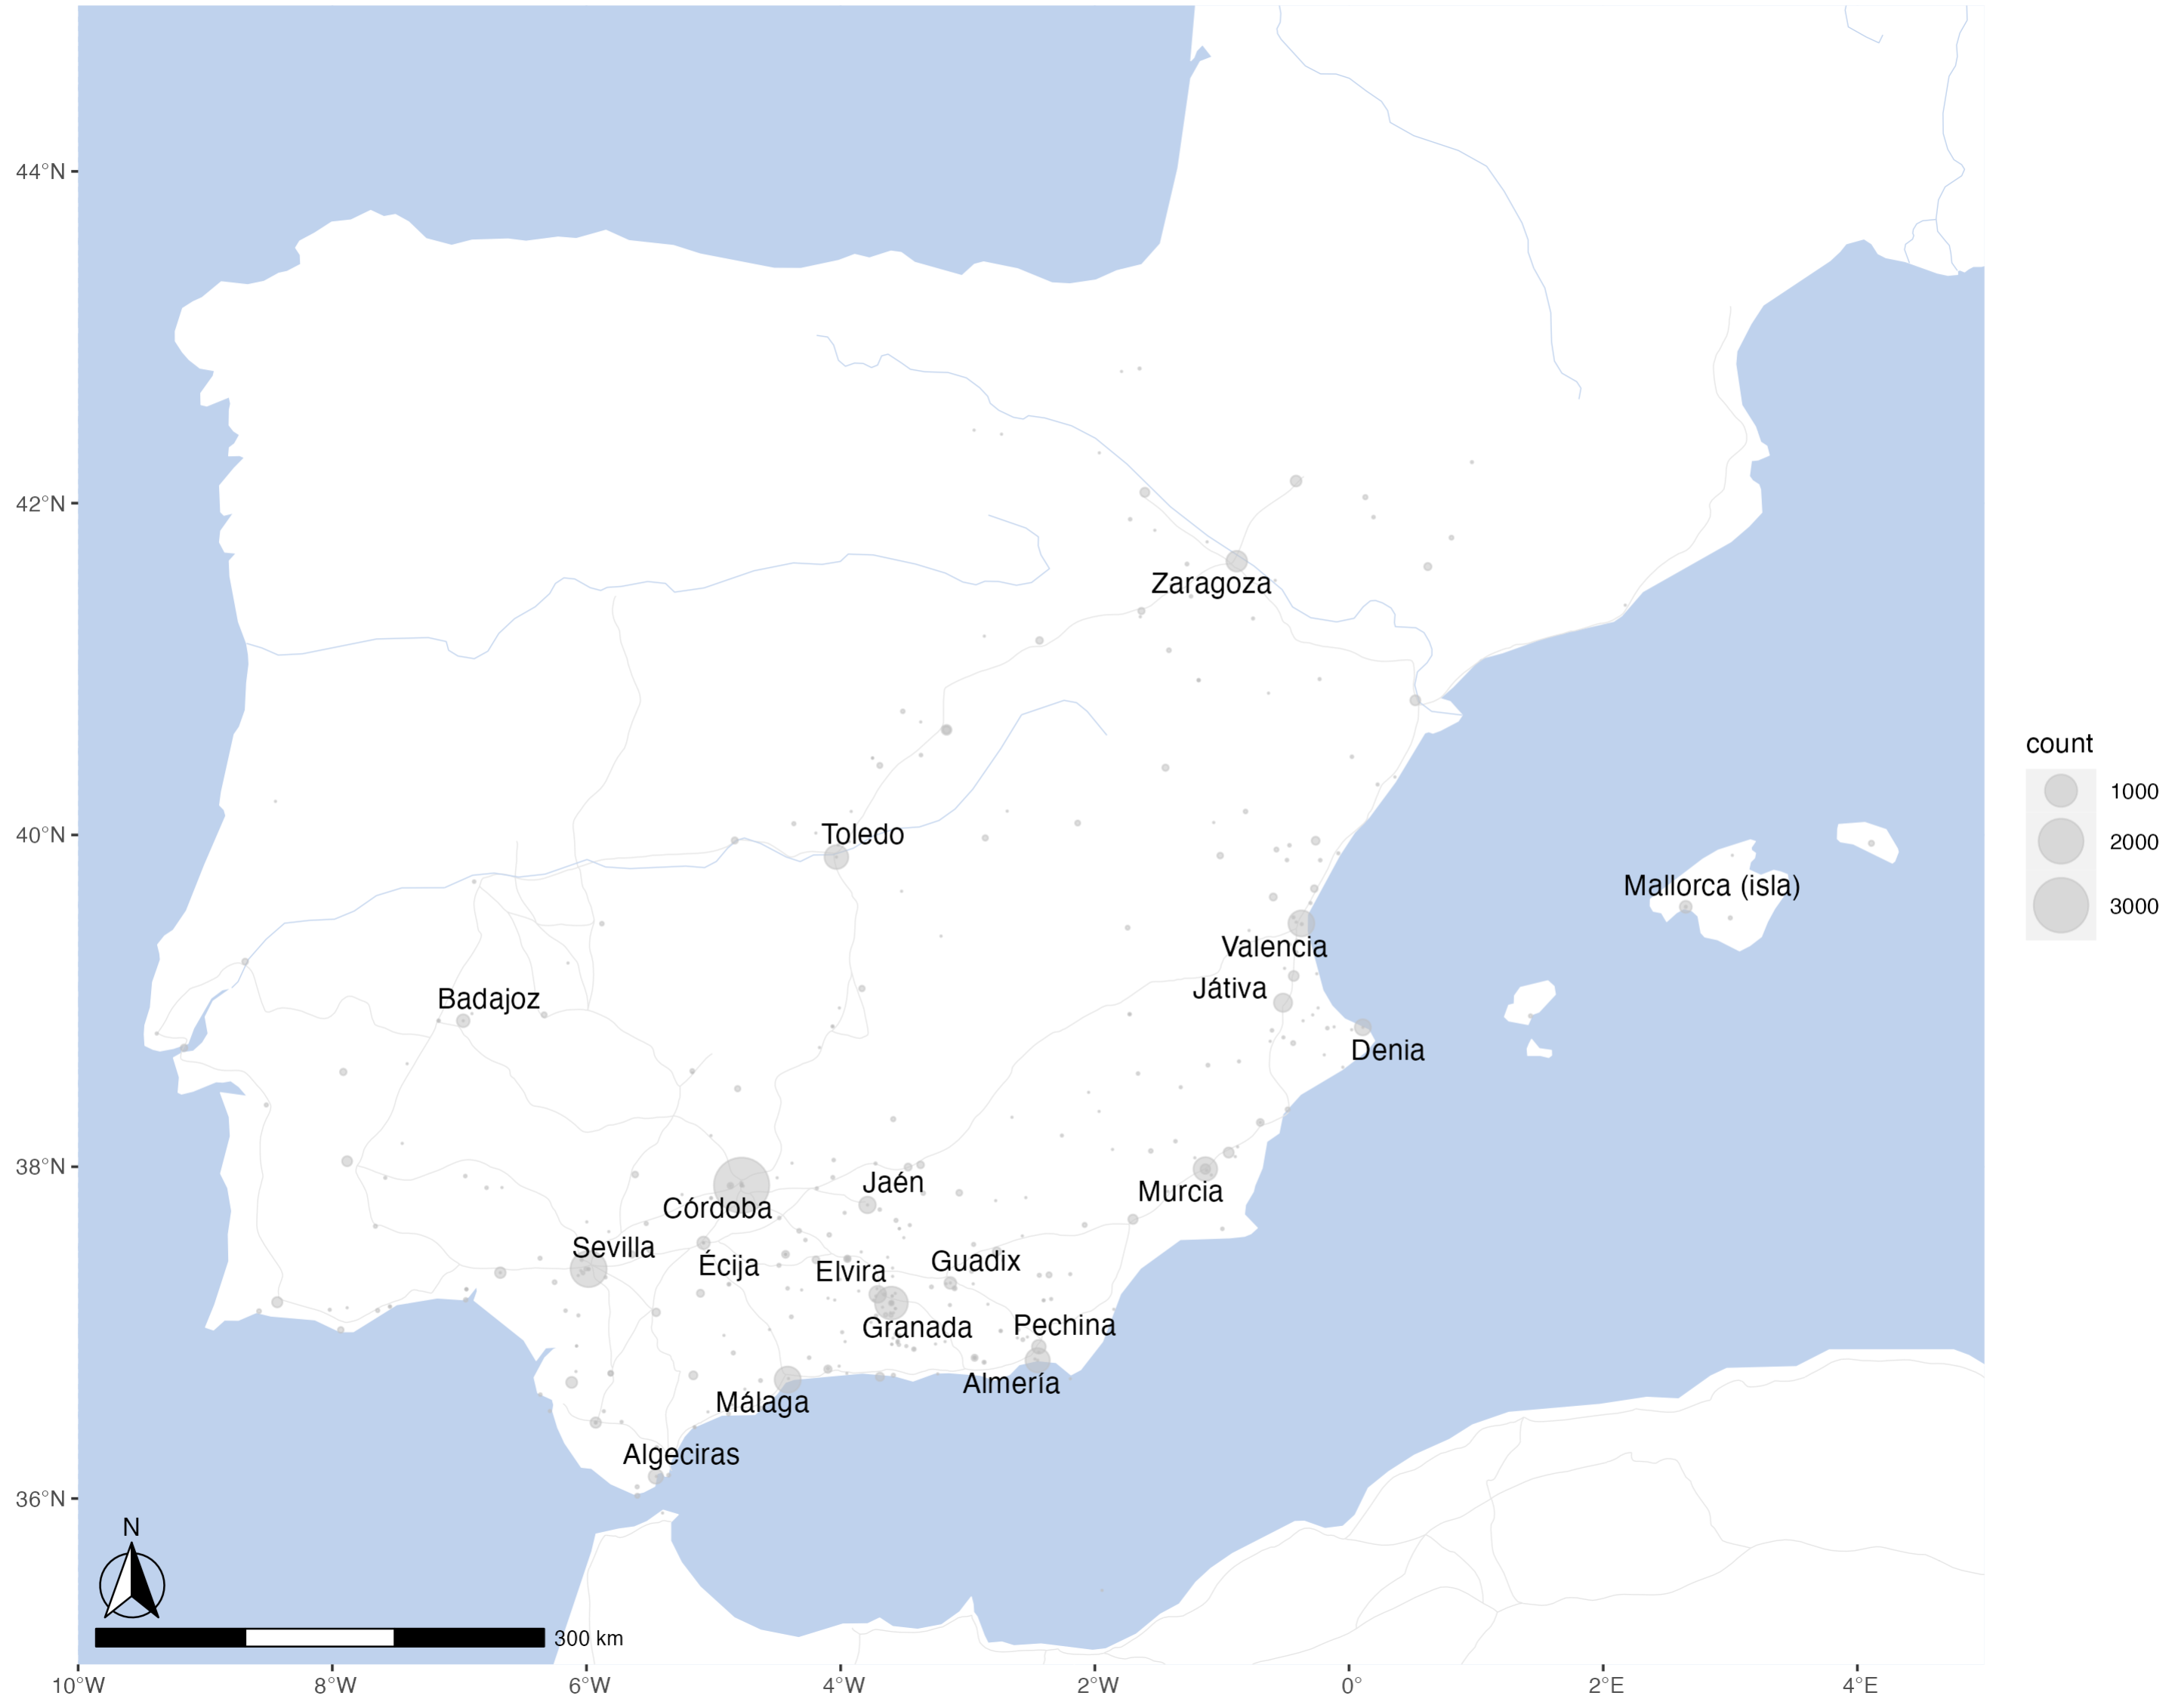 44°N
42°N
Zaragoza
count
1000
2000
3000
40°N
Toledo
Mallorca (isla)
Valencia
Játiva
Badajoz
Denia
38°N
Jaén
Murcia
Córdoba
Sevilla
Écija
Elvira
Guadix
Granada
Pechina
Almería
Málaga
Algeciras
36°N
N
300 km
10°W
8°W
6°W
4°W
2°W
0°
2°E
4°E